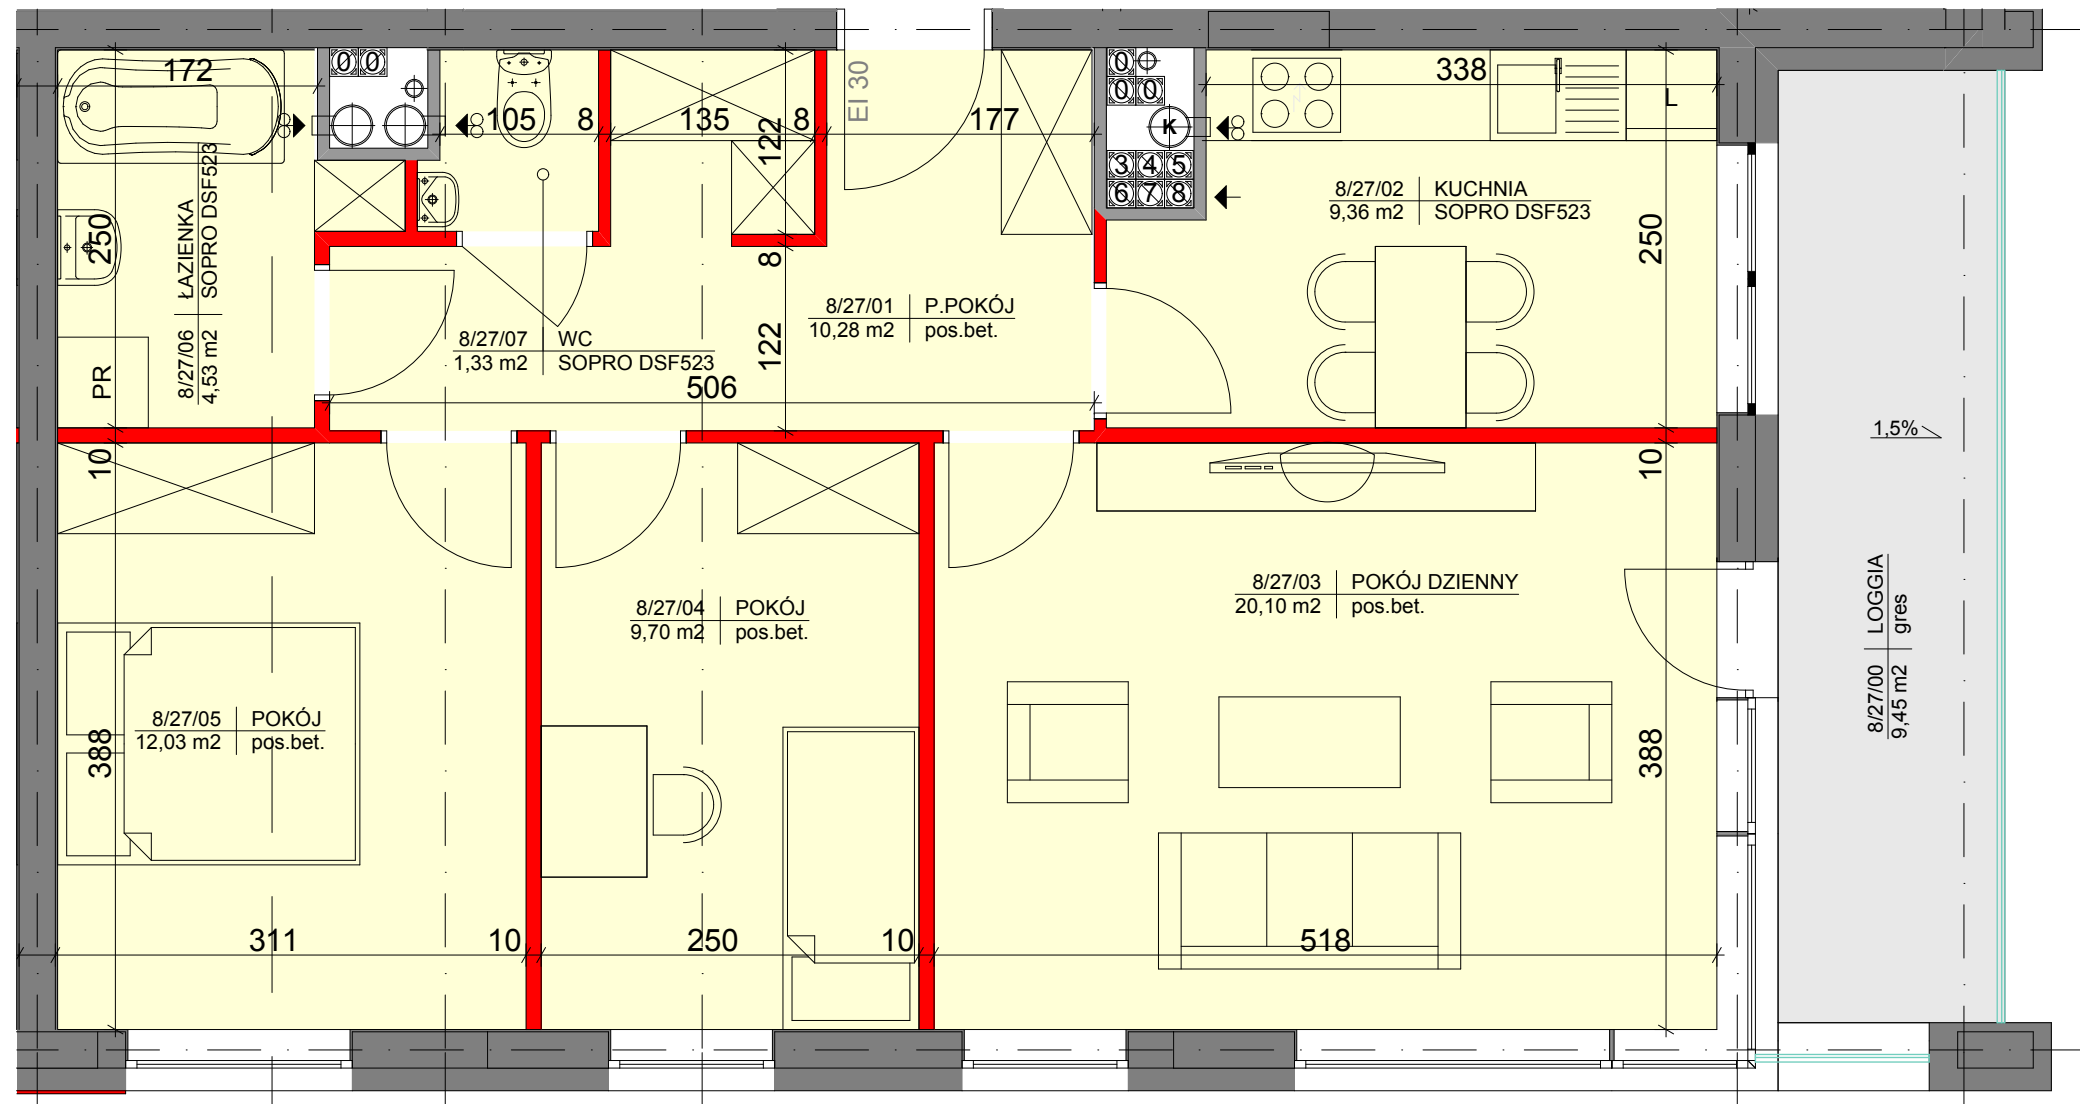 172
0 0
105
8
135
8
EI 30
177
0
0 0
K
3 4 5
6 7 8
338
L
122
8
122
250
8/27/06 ŁAZIENKA
4,53 m2 SOPRO DSF523
PR
8/27/07 WC
1,33 m2 SOPRO DSF523
8/27/01 P.POKÓJ
10,28 m2 pos.bet.
506
8/27/02 KUCHNIA
9,36 m2 SOPRO DSF523
250
1,5%
10
10
8/27/05 POKÓJ
12,03 m2 pos.bet.
388
8/27/04 POKÓJ
9,70 m2 pos.bet.
8/27/03 POKÓJ DZIENNY
20,10 m2 pos.bet.
388
8/27/00 LOGGIA
9,45 m2 gres
311
10
250
10
518